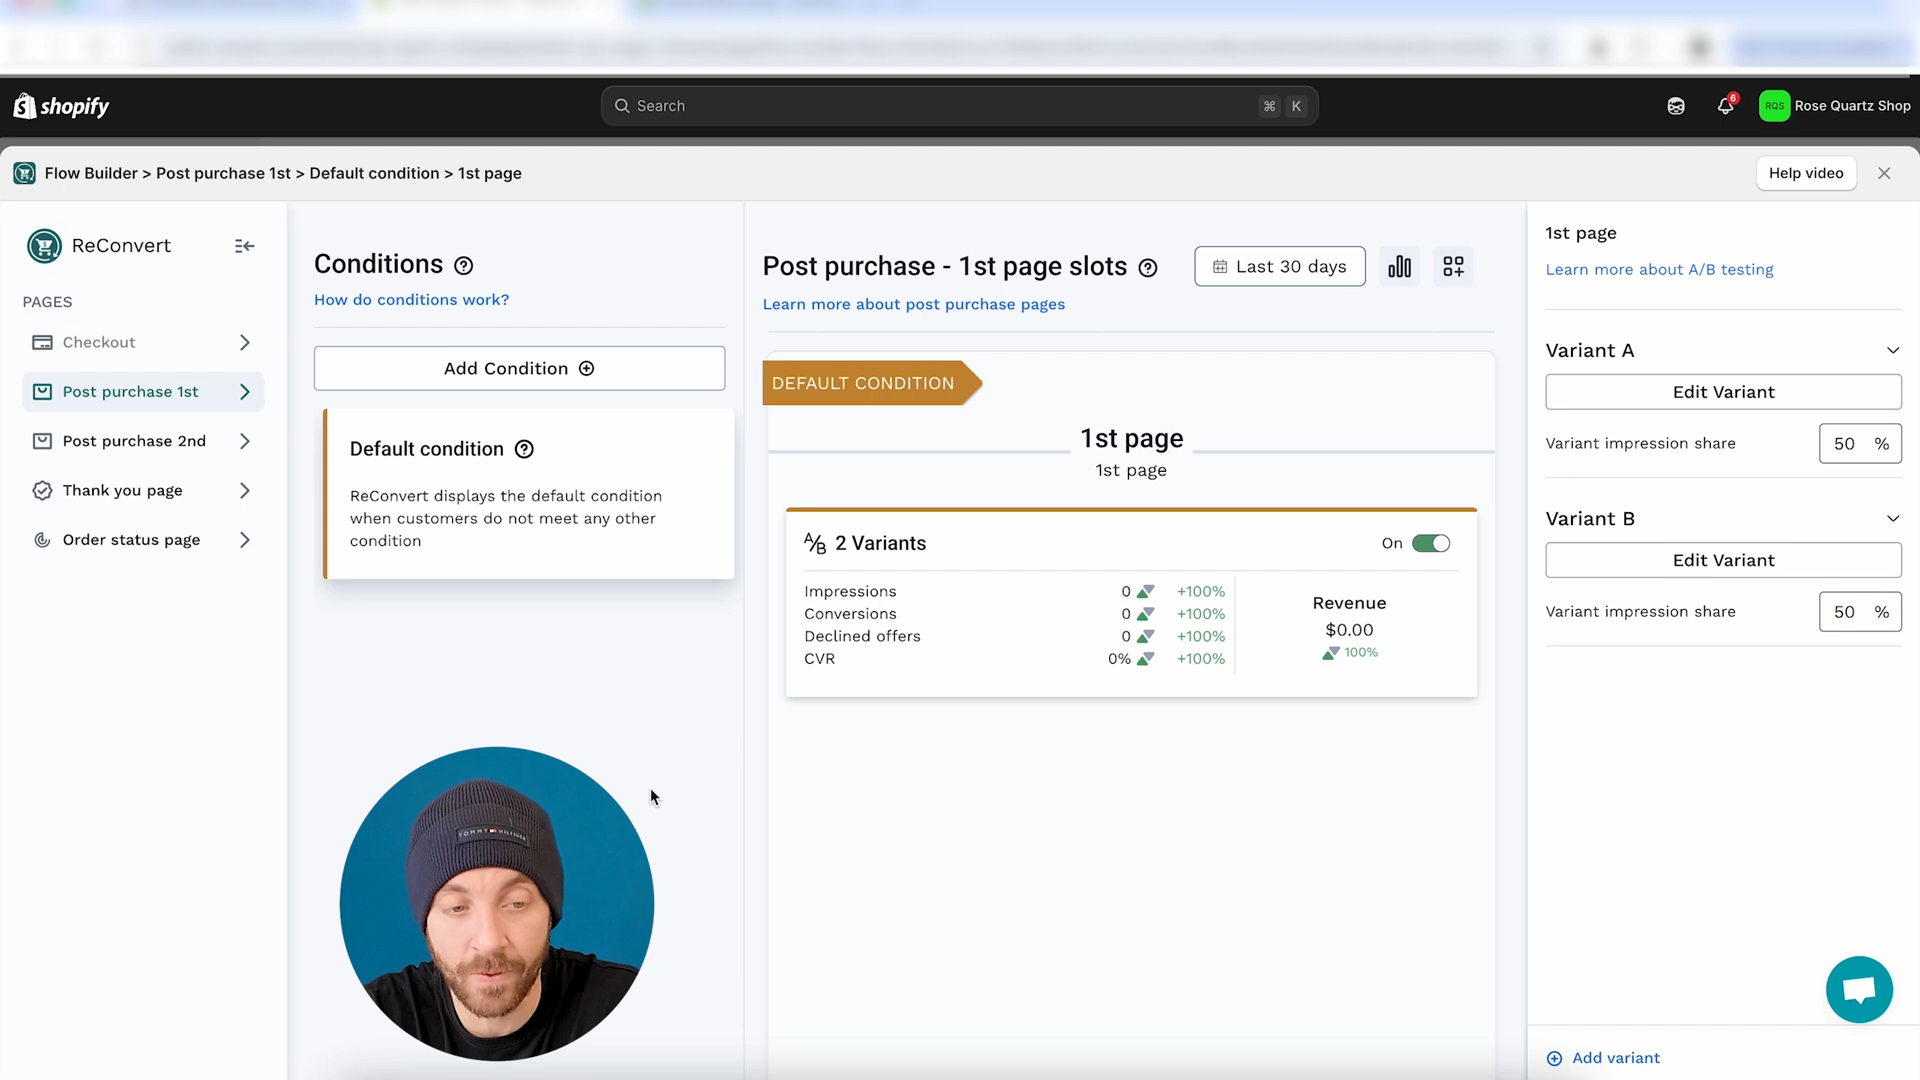 shopify
Search
⌘ K
6
RQS
Rose Quartz Shop
Flow Builder > Post purchase 1st > Default condition > 1st page
Help video
ReConvert
PAGES
Checkout
Post purchase 1st
Post purchase 2nd
Thank you page
Order status page
Conditions
How do conditions work?
Add Condition
Default condition
ReConvert displays the default condition
when customers do not meet any other
condition
TOMMY HILFIGER
Post purchase - 1st page slots
Last 30 days
Learn more about post purchase pages
DEFAULT CONDITION
1st page
1st page
A/B 2 Variants
On
Impressions 0 +100%
Conversions 0 +100%
Declined offers 0 +100%
CVR 0% +100%
Revenue
$0.00
100%
1st page
Learn more about A/B testing
Variant A
Edit Variant
Variant impression share 50 %
Variant B
Edit Variant
Variant impression share 50 %
Add variant